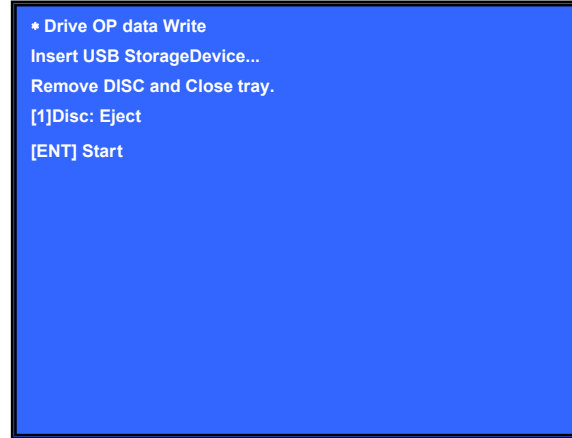 * Drive OP data Write
Insert USB StorageDevice...
Remove DISC and Close tray.
[1]Disc: Eject
[ENT] Start